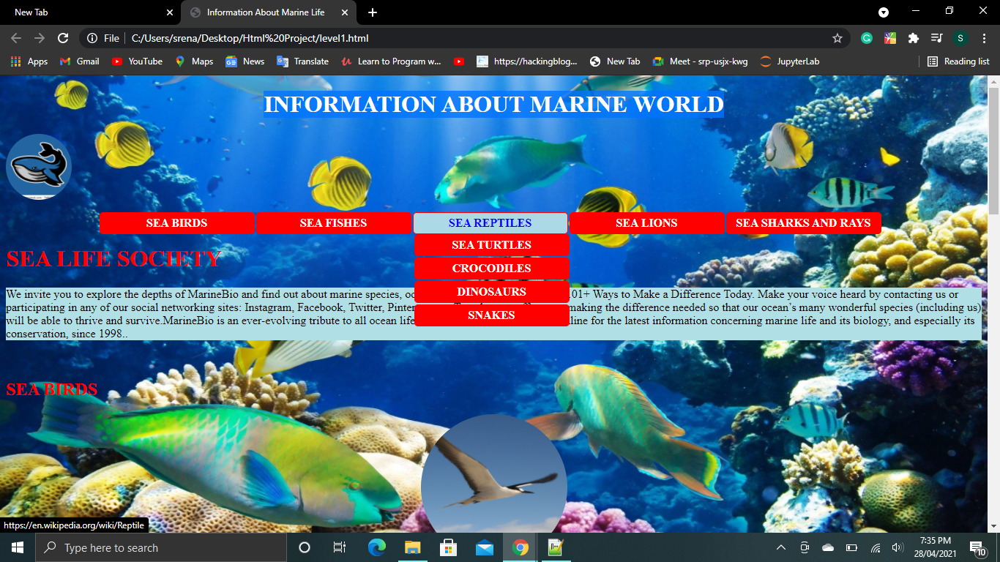 New Tab
Information About Marine Life
File
C:/Users/srena/Desktop/Html%20Project/level1.html
S
Apps
Gmail
YouTube
Maps
News
Translate
Learn to Program w...
https://hackingblog...
New Tab
Meet - srp-usjx-kwg
JupyterLab
Reading list
INFORMATION ABOUT MARINE WORLD
SEA BIRDS
SEA FISHES
SEA REPTILES
SEA LIONS
SEA SHARKS AND RAYS
SEA TURTLES
CROCODILES
DINOSAURS
SNAKES
SEA LIFE SOCIETY
We invite you to explore the depths of MarineBio and find out about marine species, 01+ Ways to Make a Difference Today. Make your voice heard by contacting us or
participating in any of our social networking sites: Instagram, Facebook, Twitter, making the difference needed so that our ocean's many wonderful species (including us)
will be able to thrive and survive.MarineBio is an ever-evolving tribute to all ocean life for the latest information concerning marine life and its biology, and especially its
conservation, since 1998..
SEA BIRDS
https://en.wikipedia.org/wiki/Reptile
Type here to search
7:35 PM
28/04/2021
10